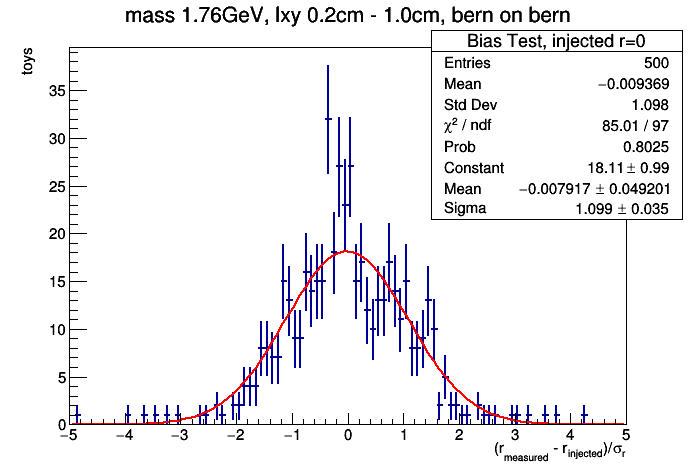 mass 1.76GeV, lxy 0.2cm - 1.0cm, bern on bern
Bias Test, injected r=0
Entries 500
Mean −0.009369
Std Dev 1.098
χ² / ndf 85.01 / 97
Prob 0.8025
Constant 18.11 ± 0.99
Mean −0.007917 ± 0.049201
Sigma 1.099 ± 0.035
toys
35
30
25
20
15
10
5
0
−5 −4 −3 −2 −1 0 1 2 3 4 5
(r_measured - r_injected)/σ_r